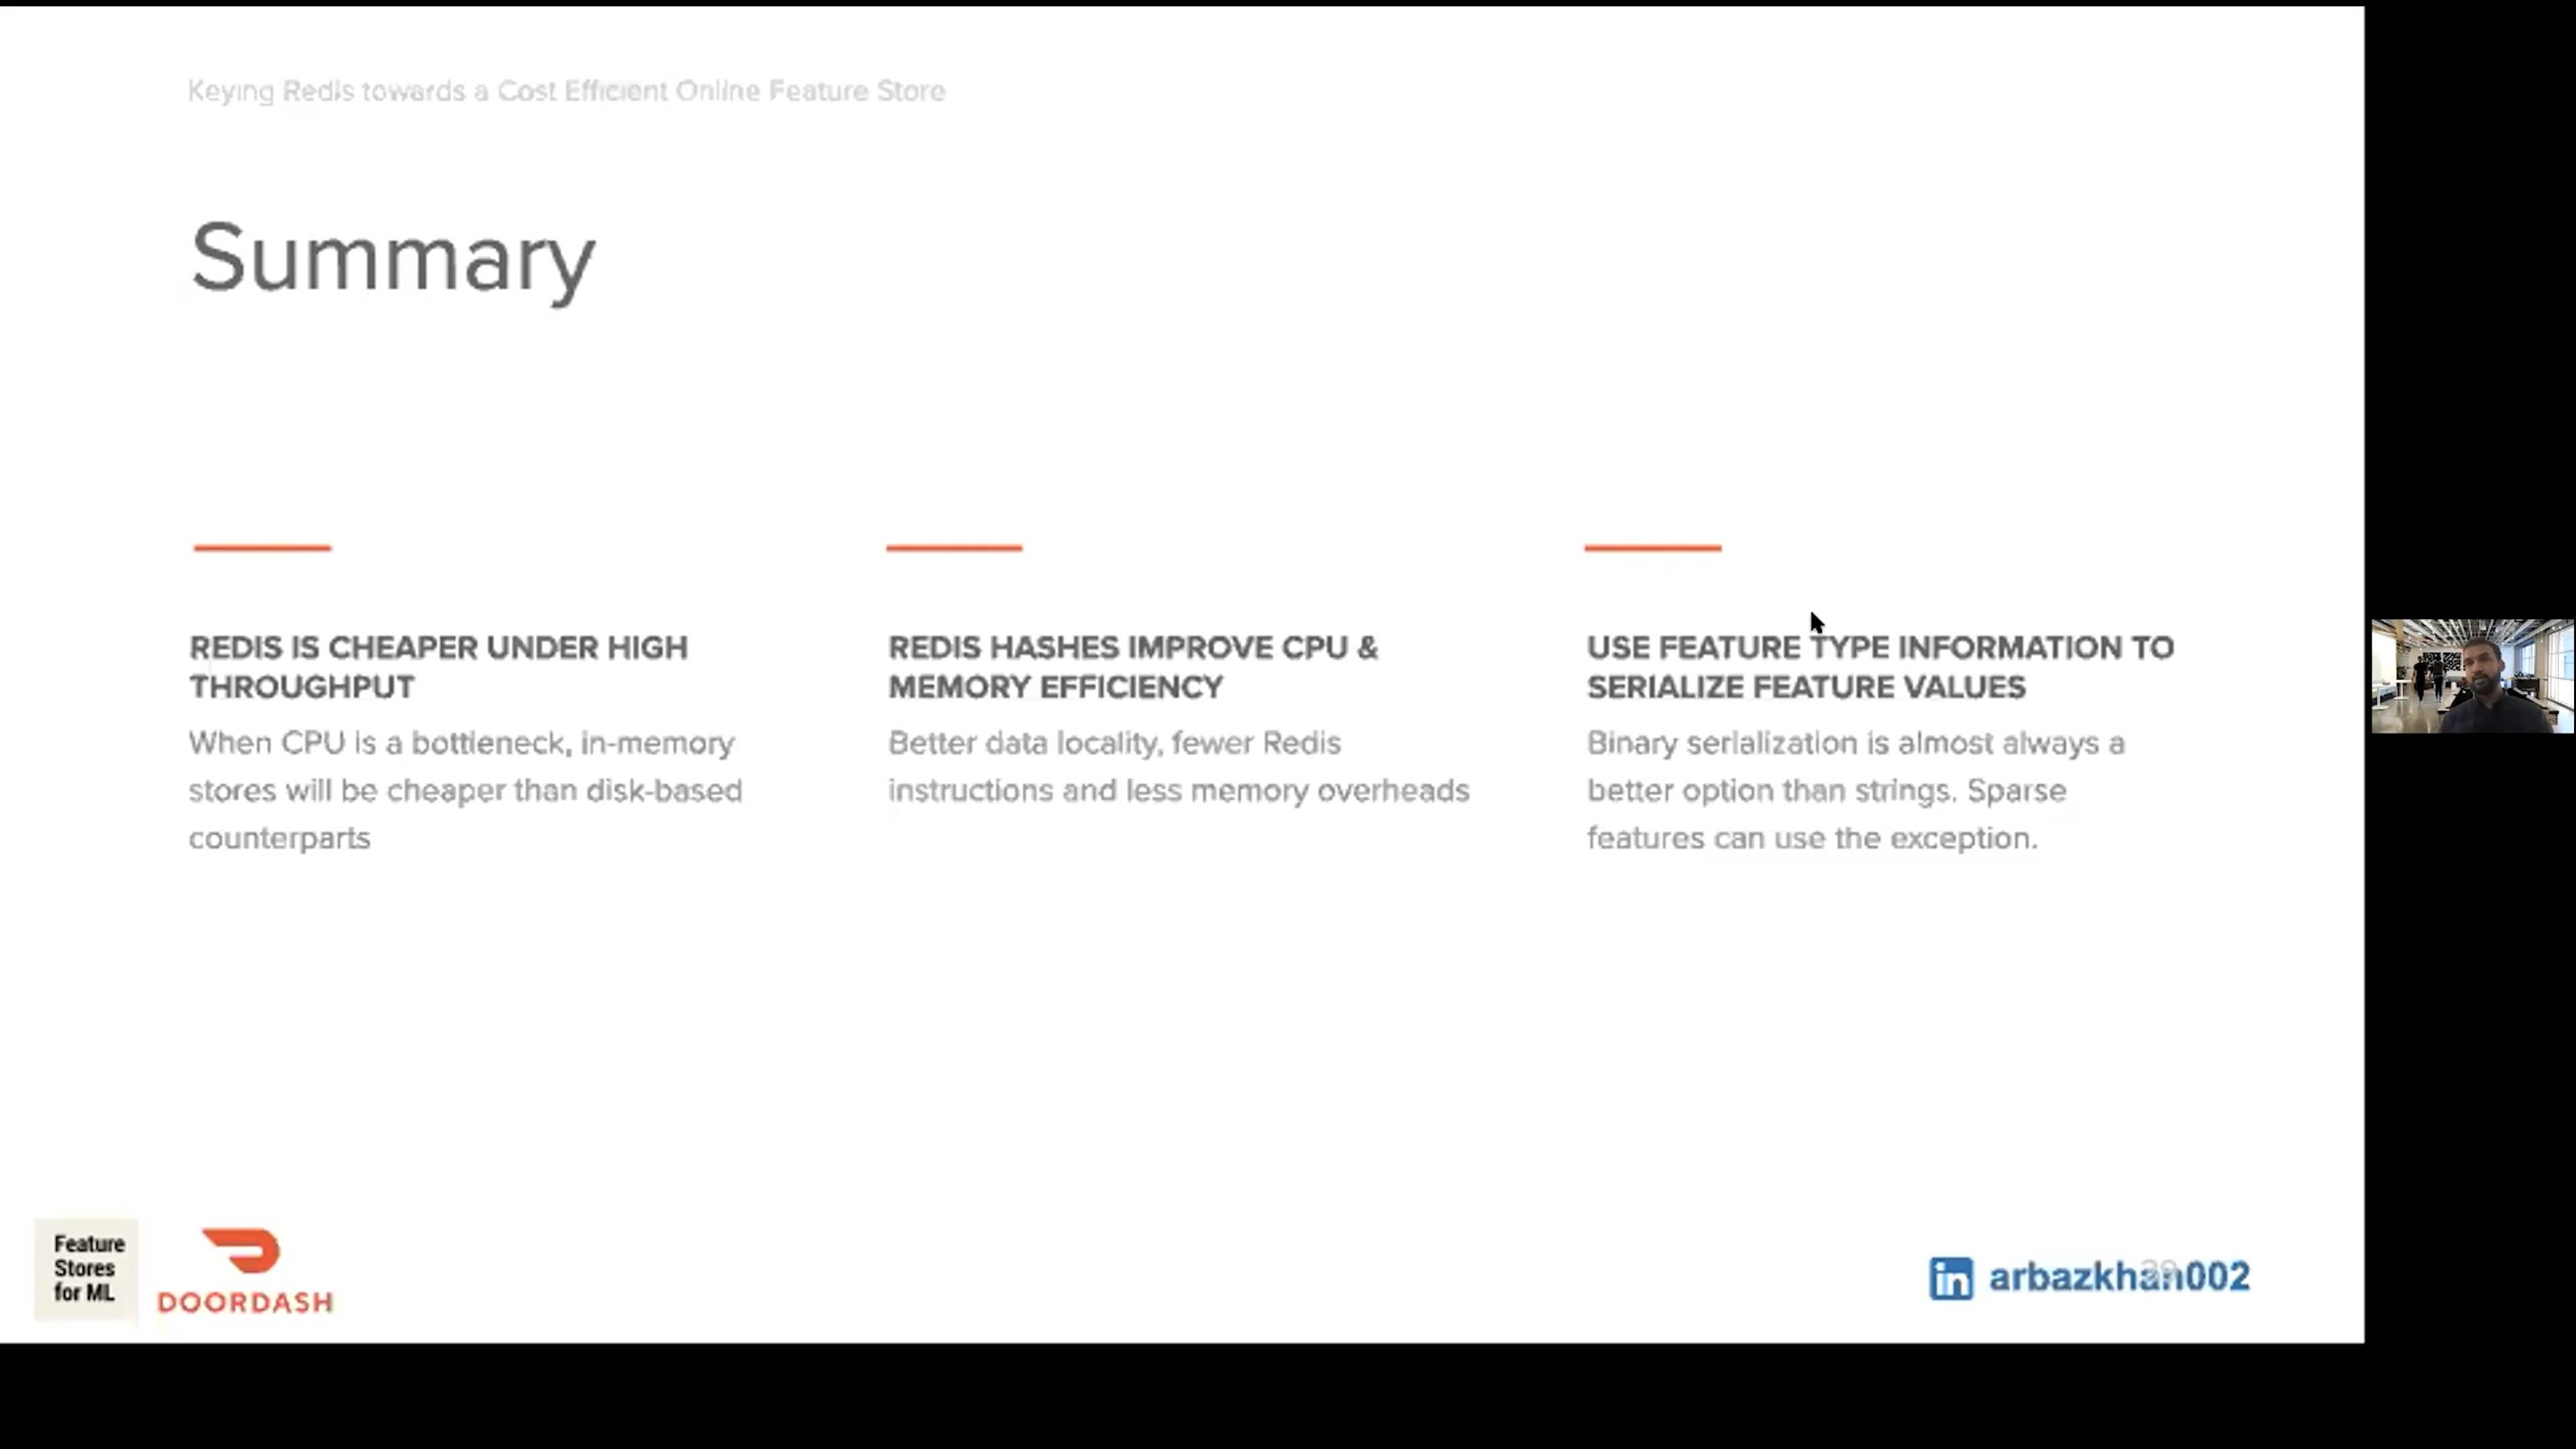 Keying Redis towards a Cost Efficient Online Feature Store
Summary
REDIS IS CHEAPER UNDER HIGH
THROUGHPUT
When CPU is a bottleneck, in-memory
stores will be cheaper than disk-based
counterparts
REDIS HASHES IMPROVE CPU &
MEMORY EFFICIENCY
Better data locality, fewer Redis
instructions and less memory overheads
USE FEATURE TYPE INFORMATION TO
SERIALIZE FEATURE VALUES
Binary serialization is almost always a
better option than strings. Sparse
features can use the exception.
Feature
Stores
for ML
DOORDASH
in arbazkhan002